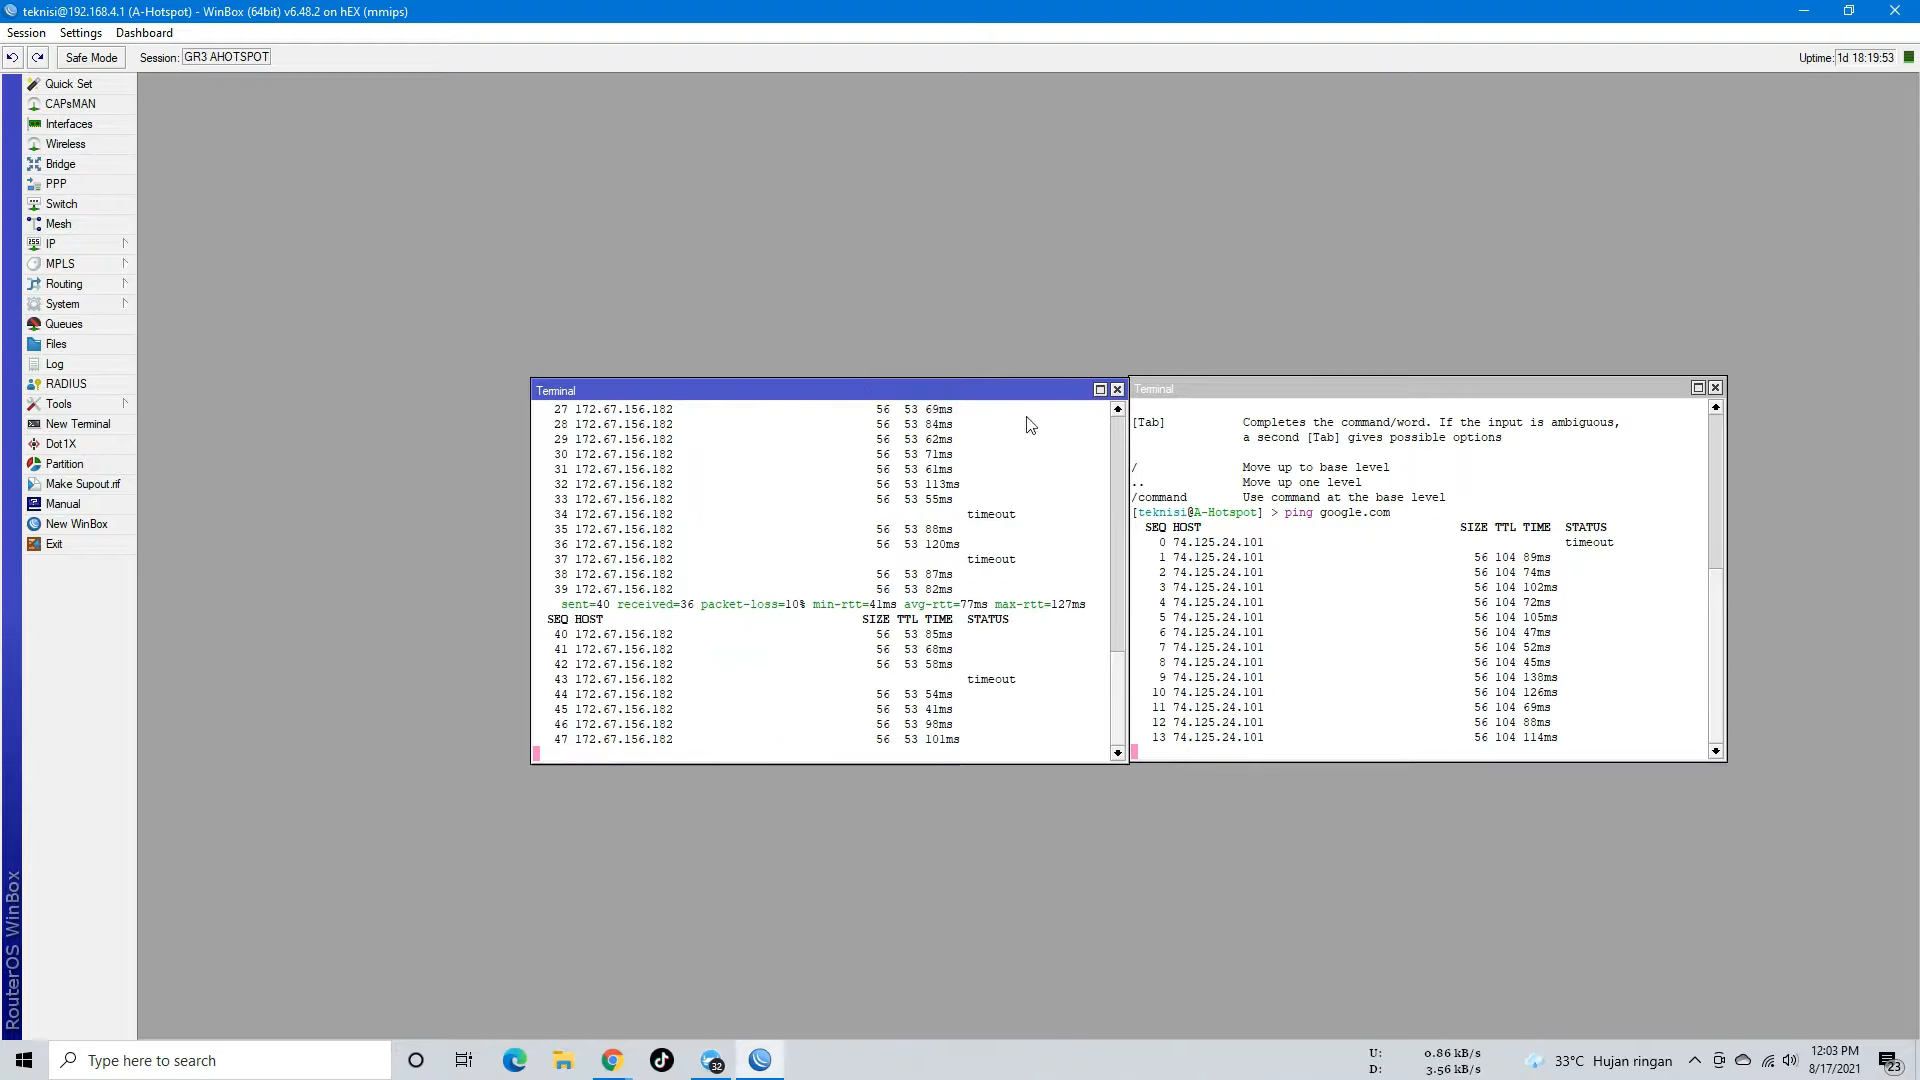 teknisi@192.168.4.1 (A-Hotspot) - WinBox (64bit) v6.48.2 on hEX (mmips)
Session Settings Dashboard
Safe Mode Session: GR3 AHOTSPOT Uptime: 1d 18:19:53
Quick Set
CAPsMAN
Interfaces
Wireless
Bridge
PPP
Switch
Mesh
IP
MPLS
Routing
System
Queues
Files
Log
RADIUS
Tools
New Terminal
Dot1X
Partition
Make Supout.rif
Manual
New WinBox
Exit
RouterOS WinBox
Terminal
27 172.67.156.182 56 53 69ms
28 172.67.156.182 56 53 84ms
29 172.67.156.182 56 53 62ms
30 172.67.156.182 56 53 71ms
31 172.67.156.182 56 53 61ms
32 172.67.156.182 56 53 113ms
33 172.67.156.182 56 53 55ms
34 172.67.156.182 timeout
35 172.67.156.182 56 53 88ms
36 172.67.156.182 56 53 120ms
37 172.67.156.182 timeout
38 172.67.156.182 56 53 87ms
39 172.67.156.182 56 53 82ms
sent=40 received=36 packet-loss=10% min-rtt=41ms avg-rtt=77ms max-rtt=127ms
SEQ HOST SIZE TTL TIME STATUS
40 172.67.156.182 56 53 85ms
41 172.67.156.182 56 53 68ms
42 172.67.156.182 56 53 58ms
43 172.67.156.182 timeout
44 172.67.156.182 56 53 54ms
45 172.67.156.182 56 53 41ms
46 172.67.156.182 56 53 98ms
47 172.67.156.182 56 53 101ms
Terminal
[Tab] Completes the command/word. If the input is ambiguous,
a second [Tab] gives possible options
/ Move up to base level
.. Move up one level
/command Use command at the base level
[teknisi@A-Hotspot] > ping google.com
SEQ HOST SIZE TTL TIME STATUS
0 74.125.24.101 timeout
1 74.125.24.101 56 104 89ms
2 74.125.24.101 56 104 74ms
3 74.125.24.101 56 104 102ms
4 74.125.24.101 56 104 72ms
5 74.125.24.101 56 104 105ms
6 74.125.24.101 56 104 47ms
7 74.125.24.101 56 104 52ms
8 74.125.24.101 56 104 45ms
9 74.125.24.101 56 104 138ms
10 74.125.24.101 56 104 126ms
11 74.125.24.101 56 104 69ms
12 74.125.24.101 56 104 88ms
13 74.125.24.101 56 104 114ms
Type here to search
32
U: 0.86 kB/s
D: 3.56 kB/s
33°C Hujan ringan
12:03 PM
8/17/2021
23